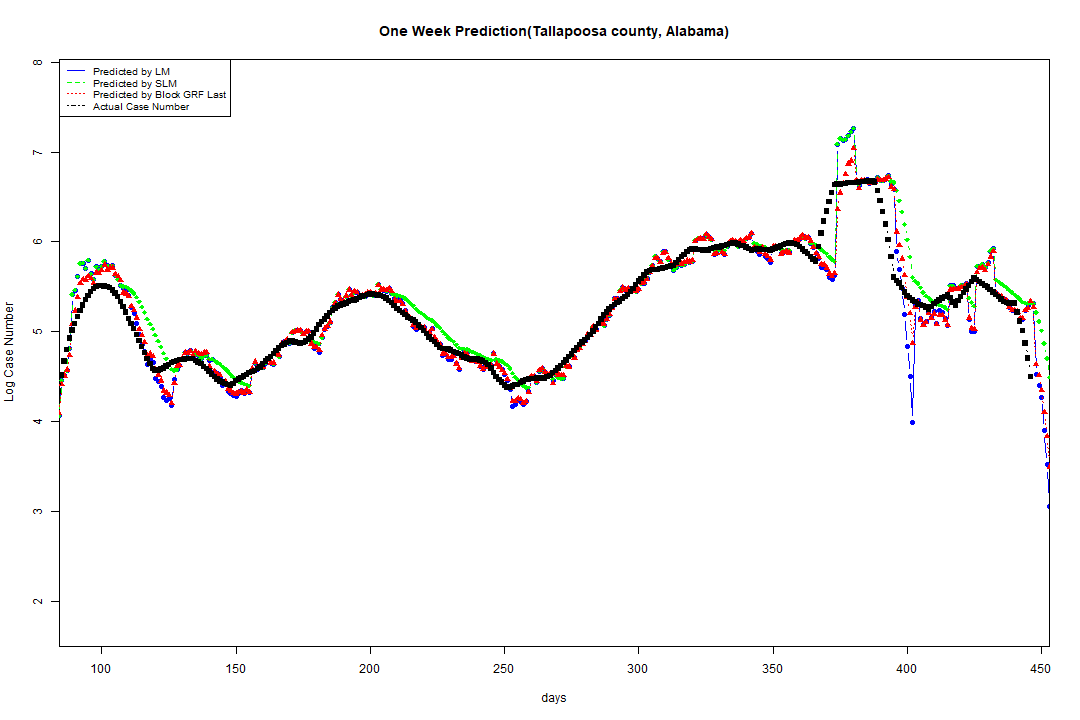 One Week Prediction(Tallapoosa county, Alabama)
Predicted by LM
Predicted by SLM
Predicted by Block GRF Last
Actual Case Number
8
7
6
5
4
3
2
Log Case Number
100 150 200 250 300 350 400 450
days